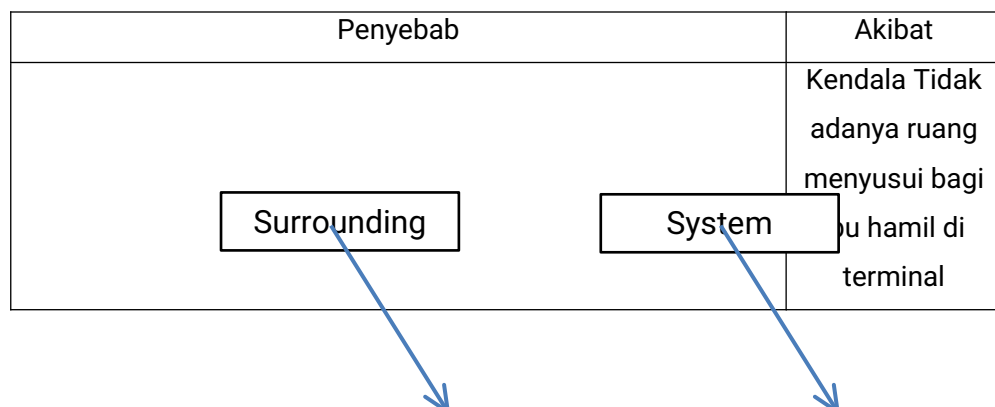 Penyebab
Akibat
Kendala Tidak
adanya ruang
menyusui bagi
hamil di
terminal
Surrounding
System